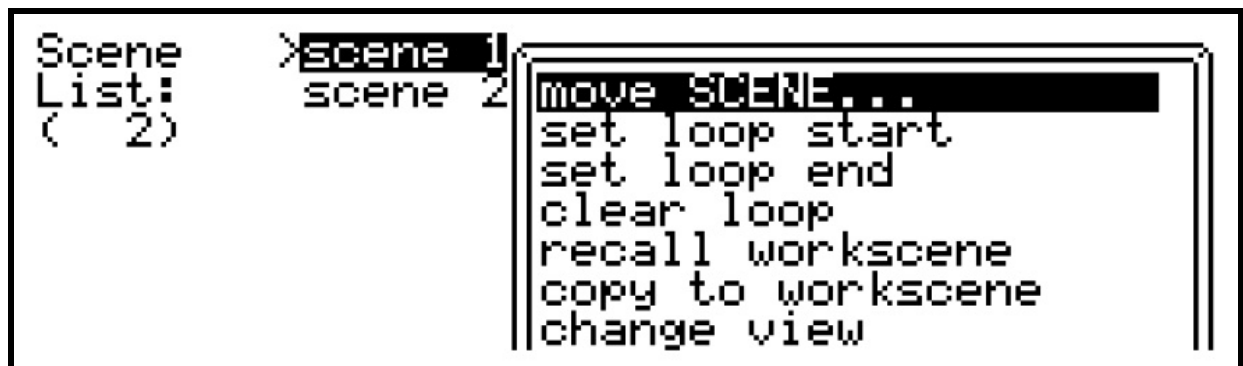 Scene >scene 1
List: scene 2
( 2)
move SCENE...
set loop start
set loop end
clear loop
recall workscene
copy to workscene
change view